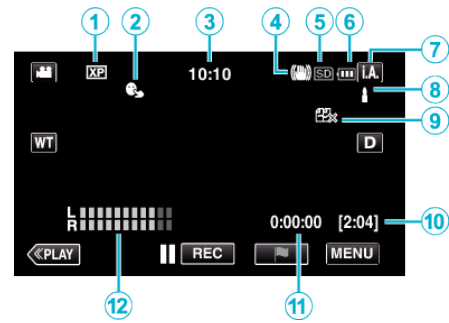 1 2 3 4 5 6 7
XP 10:10 SD I.A.
8
9
WT D
L
R 0:00:00 [2:04] 10
≪PLAY REC MENU
12 11